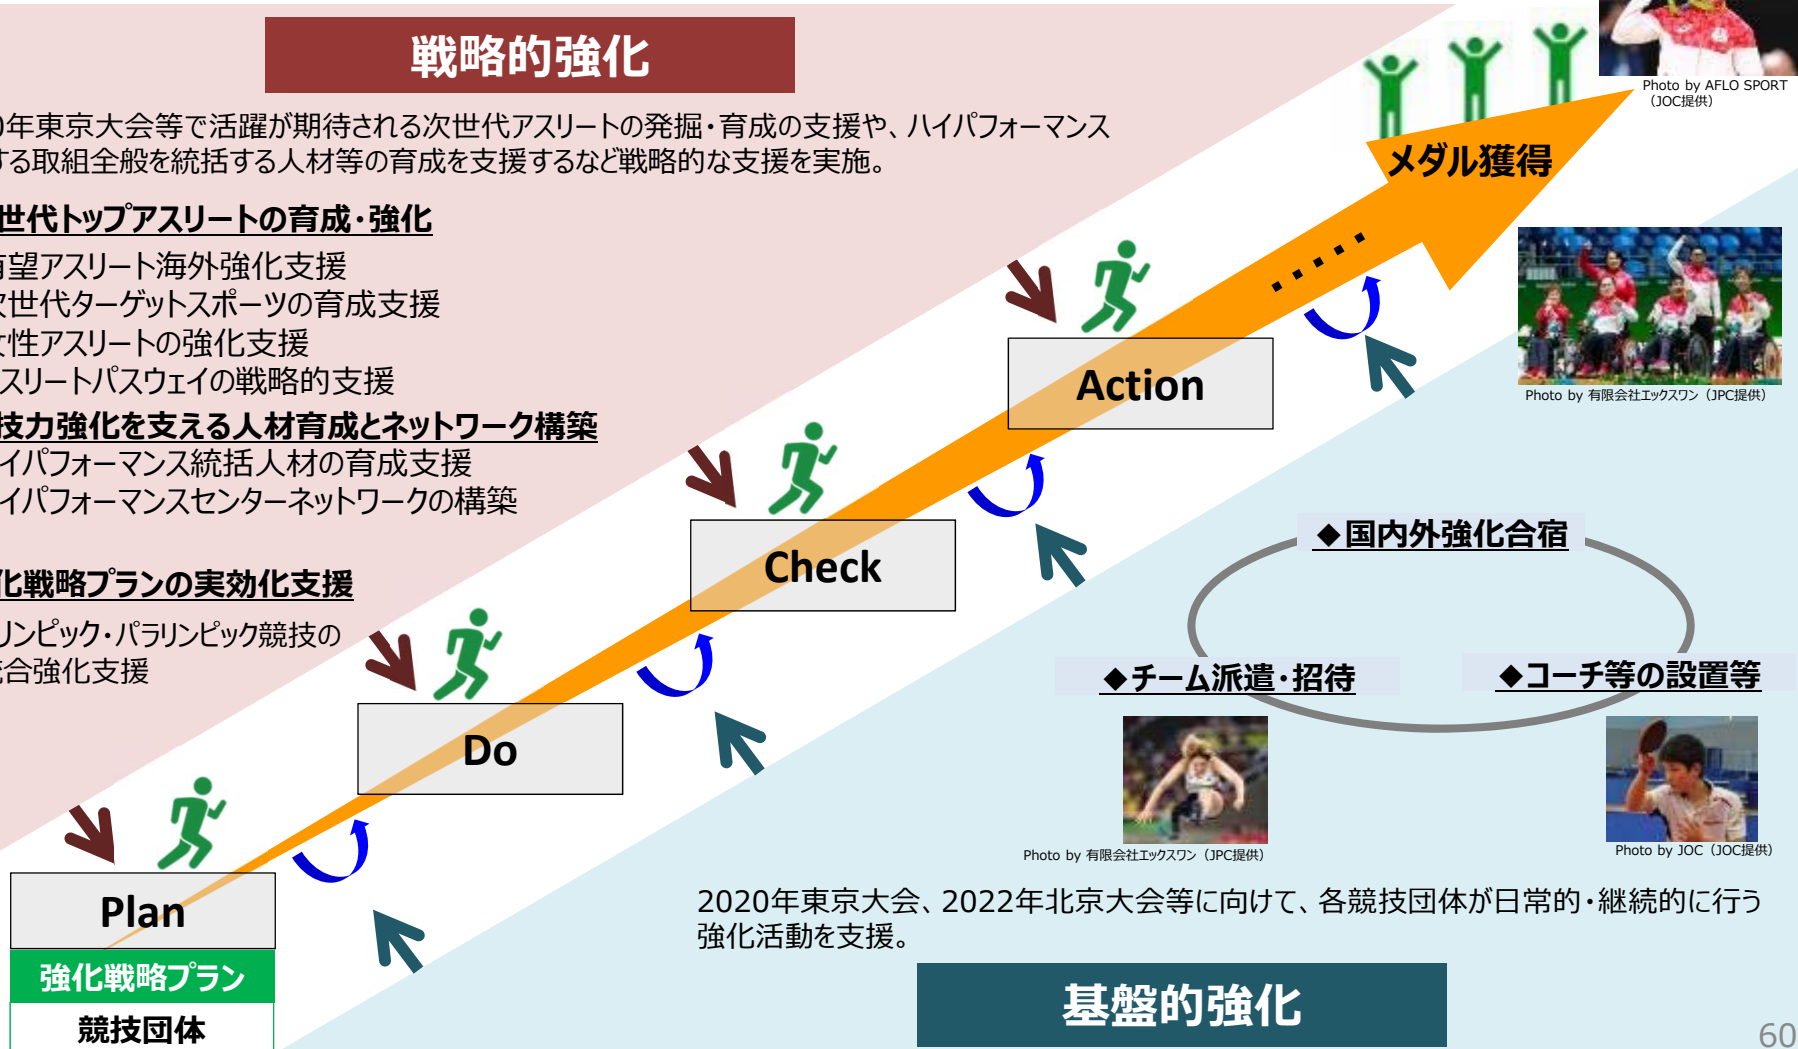 戦略的強化
Photo by AFLO SPORT
（JOC提供）
0年東京大会等で活躍が期待される次世代アスリートの発掘・育成の支援や、ハイパフォーマンス
する取組全般を統括する人材等の育成を支援するなど戦略的な支援を実施。
メダル獲得
世代トップアスリートの育成・強化
有望アスリート海外強化支援
次世代ターゲットスポーツの育成支援
女性アスリートの強化支援
スリートパスウェイの戦略的支援
技力強化を支える人材育成とネットワーク構築
イパフォーマンス統括人材の育成支援
イパフォーマンスセンターネットワークの構築
化戦略プランの実効化支援
リンピック・パラリンピック競技の
統合強化支援
Action
Photo by 有限会社エックスワン（JPC提供）
Check
◆国内外強化合宿
◆チーム派遣・招待
◆コーチ等の設置等
Do
Photo by 有限会社エックスワン（JPC提供）
Photo by JOC（JOC提供）
Plan
強化戦略プラン
競技団体
2020年東京大会、2022年北京大会等に向けて、各競技団体が日常的・継続的に行う
強化活動を支援。
基盤的強化
60